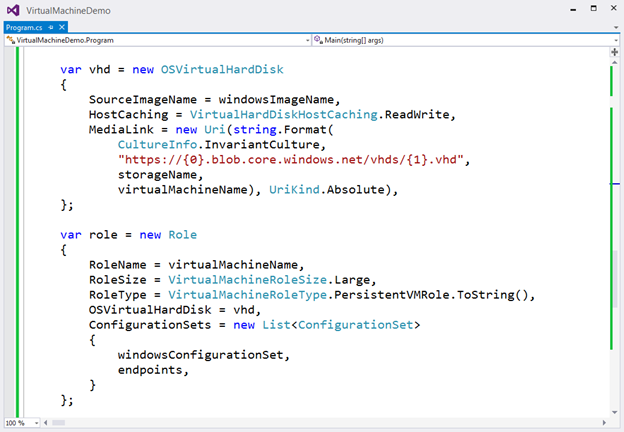 VirtualMachineDemo
Program.cs
VirtualMachineDemo.Program Main(string[] args)
var vhd = new OSVirtualHardDisk
{
SourceImageName = windowsImageName,
HostCaching = VirtualHardDiskHostCaching.ReadWrite,
MediaLink = new Uri(string.Format(
CultureInfo.InvariantCulture,
"https://{0}.blob.core.windows.net/vhds/{1}.vhd",
storageName,
virtualMachineName), UriKind.Absolute),
};
var role = new Role
{
RoleName = virtualMachineName,
RoleSize = VirtualMachineRoleSize.Large,
RoleType = VirtualMachineRoleType.PersistentVMRole.ToString(),
OSVirtualHardDisk = vhd,
ConfigurationSets = new List<ConfigurationSet>
{
windowsConfigurationSet,
endpoints,
}
};
100 %